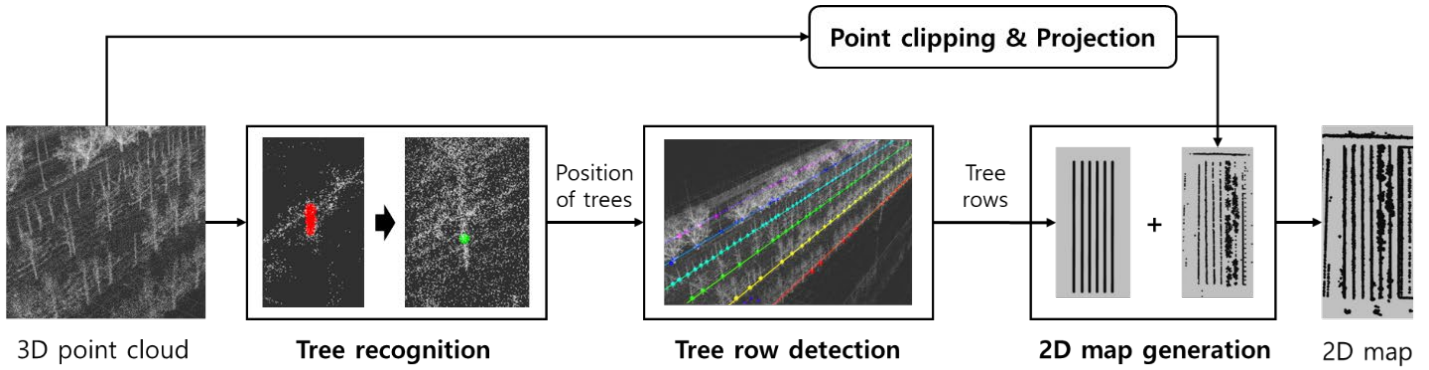 Point clipping & Projection
Position
of trees
Tree
rows
+
3D point cloud
Tree recognition
Tree row detection
2D map generation
2D map